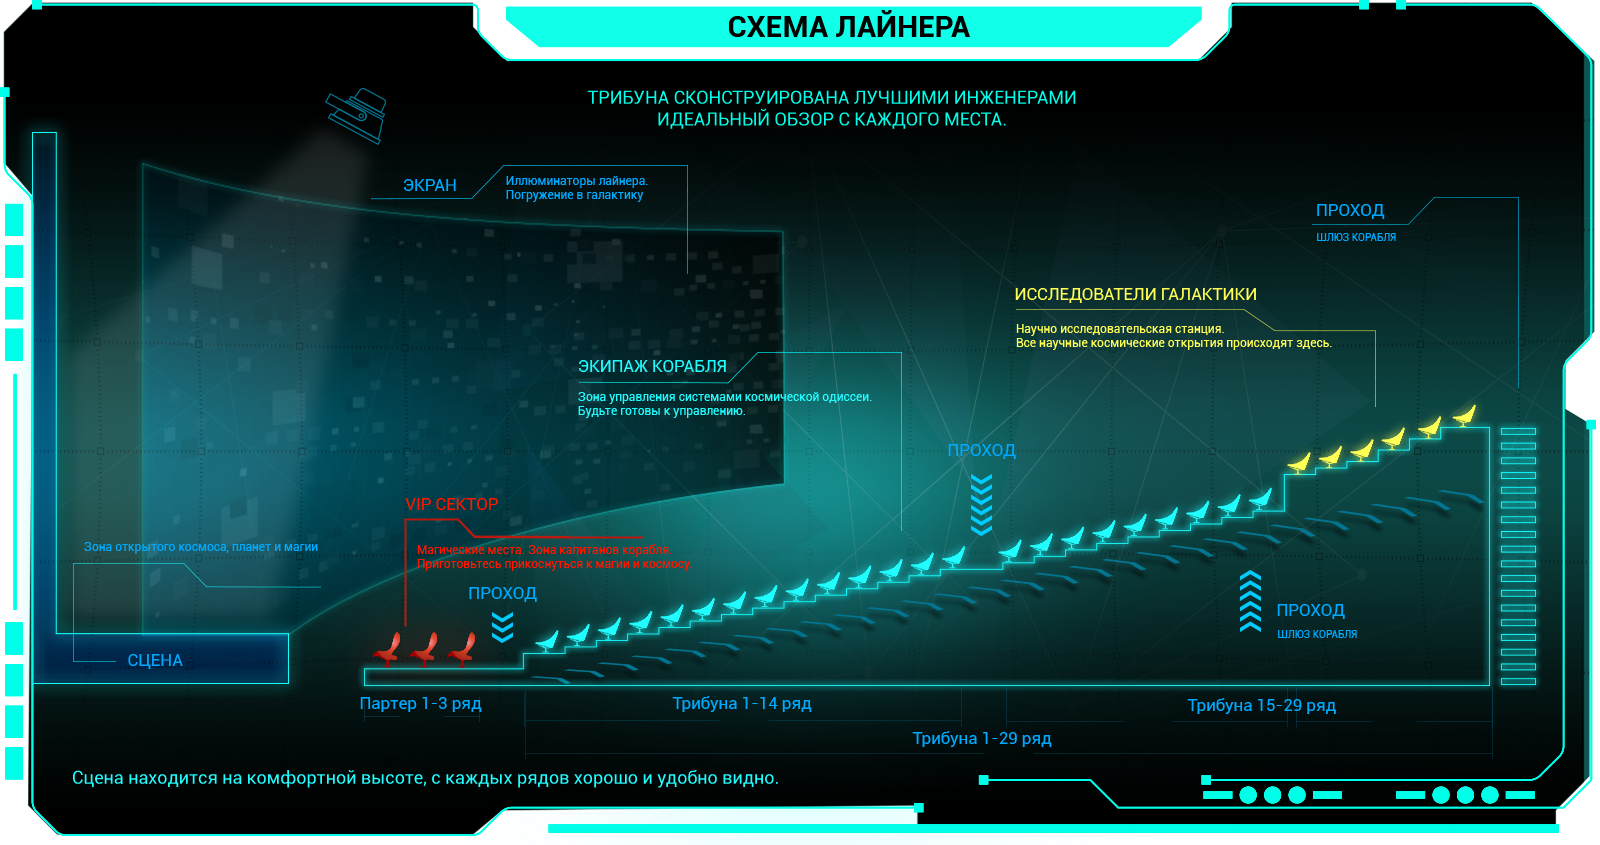 СХЕМА ЛАЙНЕРА
ТРИБУНА СКОНСТРУИРОВАНА ЛУЧШИМИ ИНЖЕНЕРАМИ
ИДЕАЛЬНЫЙ ОБЗОР С КАЖДОГО МЕСТА.
ЭКРАН
Иллюминаторы лайнера.
Погружение в галактику
ПРОХОД
ШЛЮЗ КОРАБЛЯ
ИССЛЕДОВАТЕЛИ ГАЛАКТИКИ
Научно исследовательская станция.
Все научные космические открытия происходят здесь.
ЭКИПАЖ КОРАБЛЯ
Зона управления системами космической одиссеи.
Будьте готовы к управлению.
ПРОХОД
VIP СЕКТОР
Магические места. Зона капитанов корабля
Приготовьтесь прикоснуться к магии и космосу
Зона открытого космоса, планет и магии
ПРОХОД
ПРОХОД
ШЛЮЗ КОРАБЛЯ
СЦЕНА
Партер 1-3 ряд
Трибуна 1-14 ряд
Трибуна 15-29 ряд
Трибуна 1-29 ряд
Сцена находится на комфортной высоте, с каждых рядов хорошо и удобно видно.